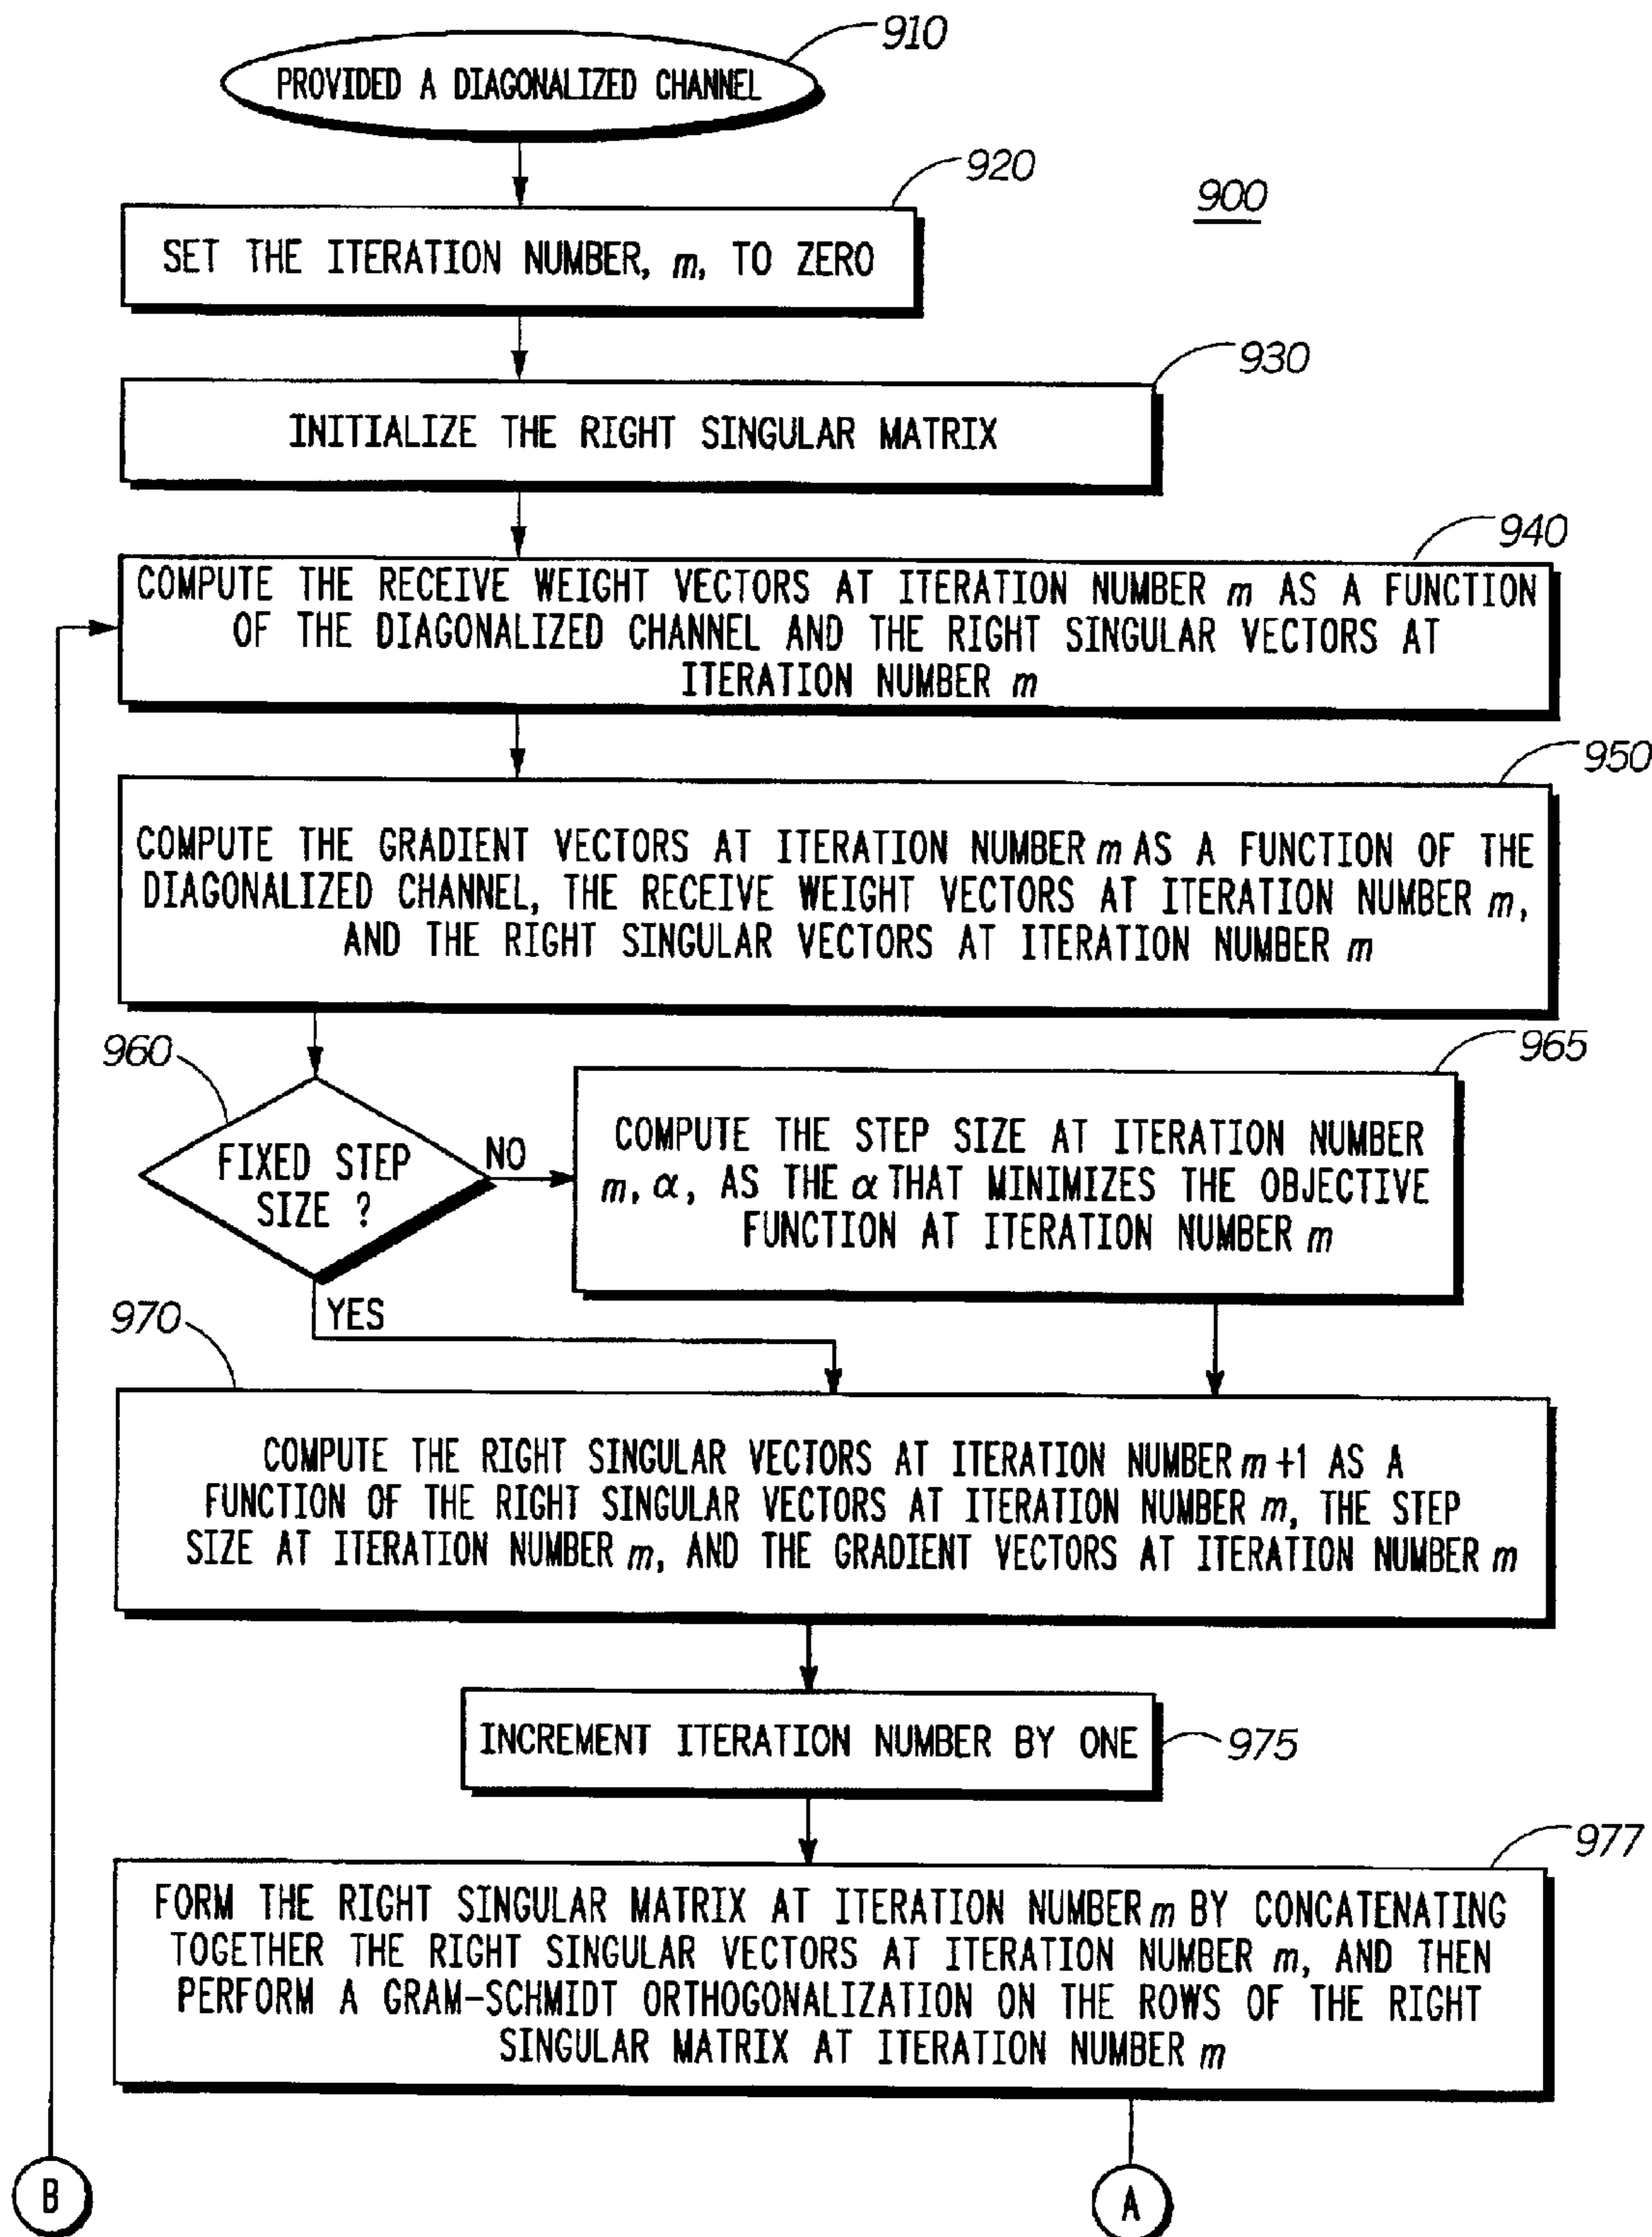 910
PROVIDED A DIAGONALIZED CHANNEL
920
900
SET THE ITERATION NUMBER, m, TO ZERO
930
INITIALIZE THE RIGHT SINGULAR MATRIX
940
COMPUTE THE RECEIVE WEIGHT VECTORS AT ITERATION NUMBER m AS A FUNCTION
OF THE DIAGONALIZED CHANNEL AND THE RIGHT SINGULAR VECTORS AT
ITERATION NUMBER m
950
COMPUTE THE GRADIENT VECTORS AT ITERATION NUMBER m AS A FUNCTION OF THE
DIAGONALIZED CHANNEL, THE RECEIVE WEIGHT VECTORS AT ITERATION NUMBER m,
AND THE RIGHT SINGULAR VECTORS AT ITERATION NUMBER m
960
FIXED STEP
SIZE ?
NO
965
COMPUTE THE STEP SIZE AT ITERATION NUMBER
m, α, AS THE α THAT MINIMIZES THE OBJECTIVE
FUNCTION AT ITERATION NUMBER m
YES
970
COMPUTE THE RIGHT SINGULAR VECTORS AT ITERATION NUMBER m+1 AS A
FUNCTION OF THE RIGHT SINGULAR VECTORS AT ITERATION NUMBER m, THE STEP
SIZE AT ITERATION NUMBER m, AND THE GRADIENT VECTORS AT ITERATION NUMBER m
INCREMENT ITERATION NUMBER BY ONE
975
977
FORM THE RIGHT SINGULAR MATRIX AT ITERATION NUMBER m BY CONCATENATING
TOGETHER THE RIGHT SINGULAR VECTORS AT ITERATION NUMBER m, AND THEN
PERFORM A GRAM-SCHMIDT ORTHOGONALIZATION ON THE ROWS OF THE RIGHT
SINGULAR MATRIX AT ITERATION NUMBER m
B
A